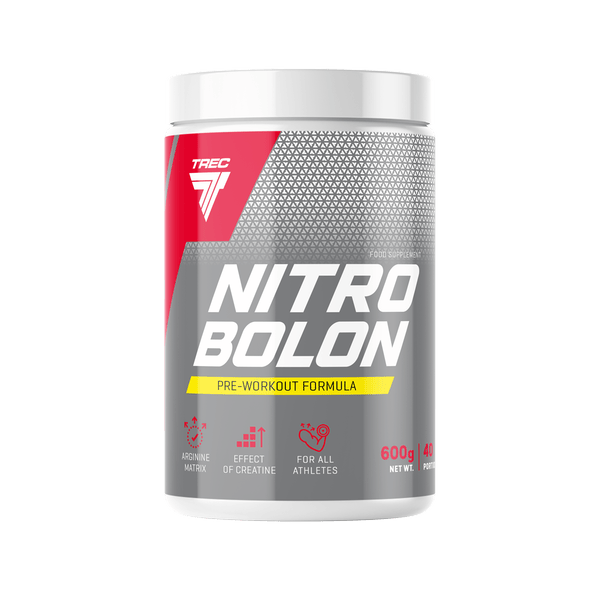 TREC
FOOD SUPPLEMENT
NITRO
BOLON
PRE-WORKOUT FORMULA
ARGININE
MATRIX
EFFECT
OF CREATINE
FOR ALL
ATHLETES
600g
NET WT.
40